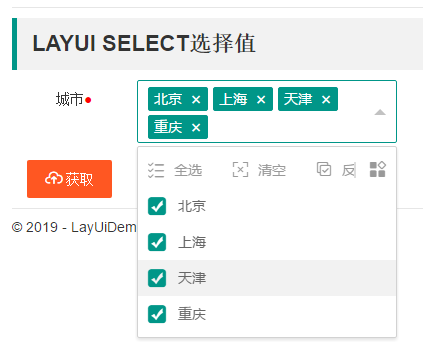 LAYUI SELECT选择值
城市 北京 × 上海 × 天津 ×
重庆 ×
全选 清空 反
获取
北京
上海
天津
重庆
© 2019 - LayUiDem